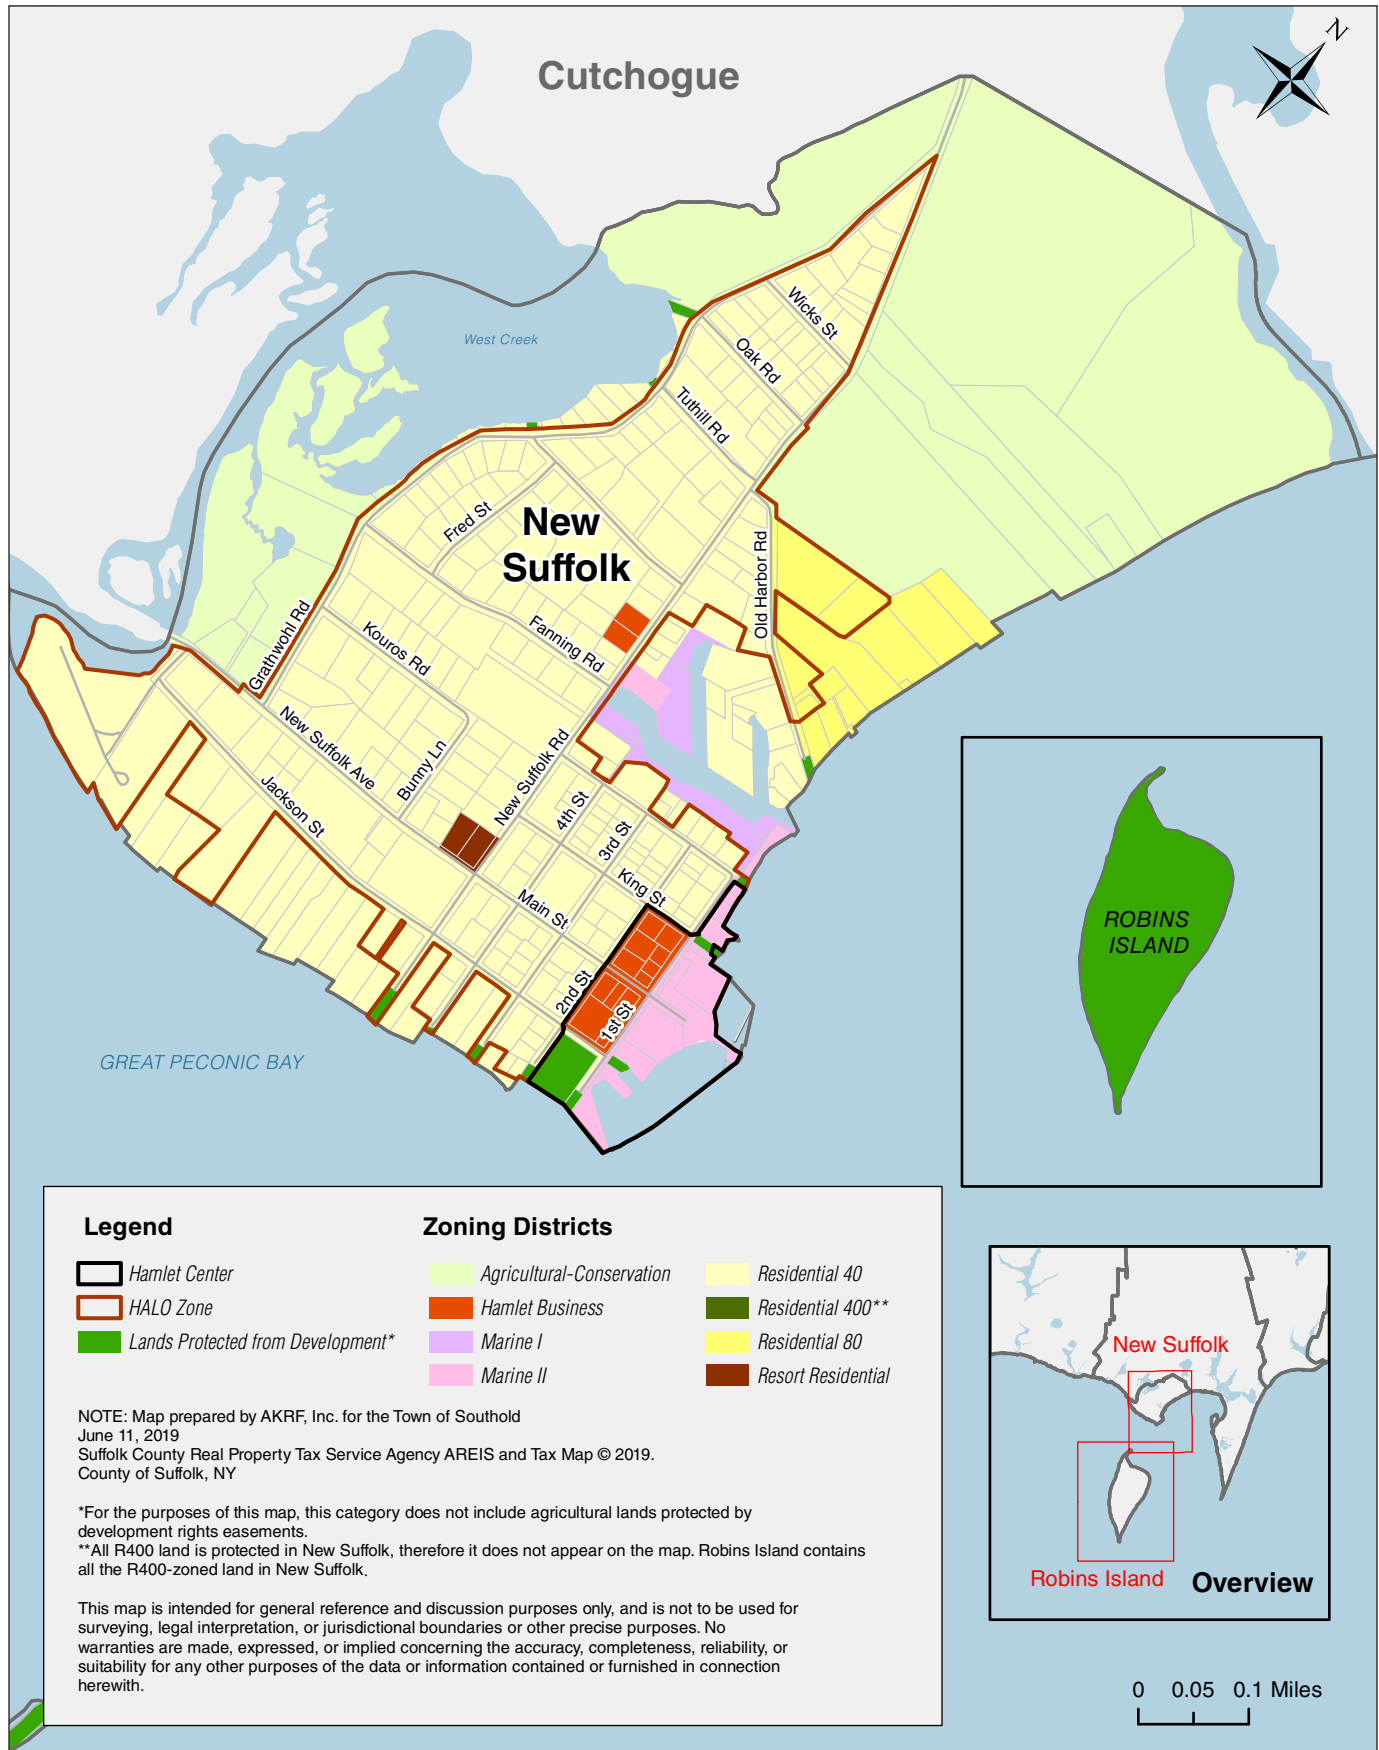 N
Cutchogue
West Creek
Wicks St
Oak Rd
Tuthill Rd
New
Suffolk
Fred St
Old Harbor Rd
Grathwohl Rd
Kouros Rd
Fanning Rd
New Suffolk Ave
Bunny Ln
New Suffolk Rd
Jackson St
4th St
3rd St
King St
Main St
2nd St
1st St
GREAT PECONIC BAY
ROBINS
ISLAND
Legend
Hamlet Center
HALO Zone
Lands Protected from Development*
Zoning Districts
Agricultural-Conservation
Hamlet Business
Marine I
Marine II
Residential 40
Residential 400**
Residential 80
Resort Residential
NOTE: Map prepared by AKRF, Inc. for the Town of Southold
June 11, 2019
Suffolk County Real Property Tax Service Agency AREIS and Tax Map © 2019.
County of Suffolk, NY
*For the purposes of this map, this category does not include agricultural lands protected by
development rights easements.
**All R400 land is protected in New Suffolk, therefore it does not appear on the map. Robins Island contains
all the R400-zoned land in New Suffolk.
This map is intended for general reference and discussion purposes only, and is not to be used for
surveying, legal interpretation, or jurisdictional boundaries or other precise purposes. No
warranties are made, expressed, or implied concerning the accuracy, completeness, reliability, or
suitability for any other purposes of the data or information contained or furnished in connection
herewith.
New Suffolk
Robins Island
Overview
0 0.05 0.1 Miles